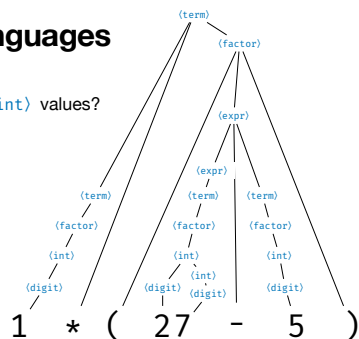 nguages
int⟩ values?
⟨term⟩
⟨factor⟩
⟨expr⟩
⟨expr⟩
⟨term⟩ ⟨term⟩ ⟨term⟩
⟨factor⟩ ⟨factor⟩ ⟨factor⟩
⟨int⟩ ⟨int⟩ ⟨int⟩
⟨int⟩
⟨digit⟩ ⟨digit⟩ ⟨digit⟩ ⟨digit⟩
1 * ( 27 - 5 )